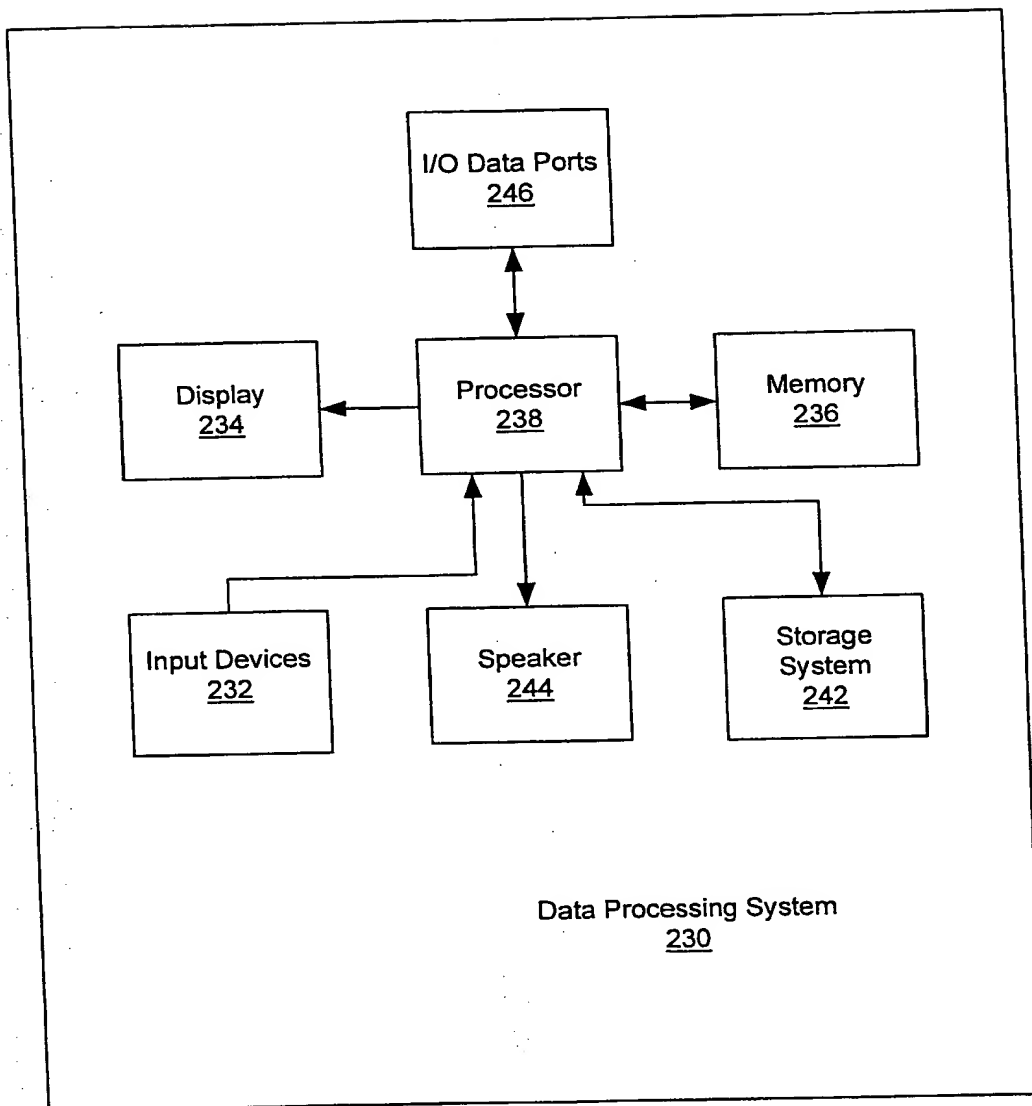 I/O Data Ports
246
Display
234
Processor
238
Memory
236
Input Devices
232
Speaker
244
Storage
System
242
Data Processing System
230